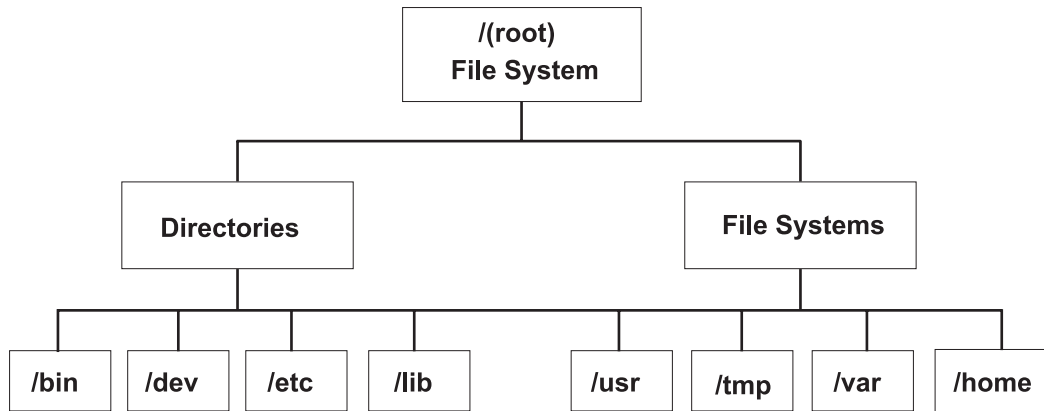 /(root)
File System
Directories
File Systems
/bin
/dev
/etc
/lib
/usr
/tmp
/var
/home